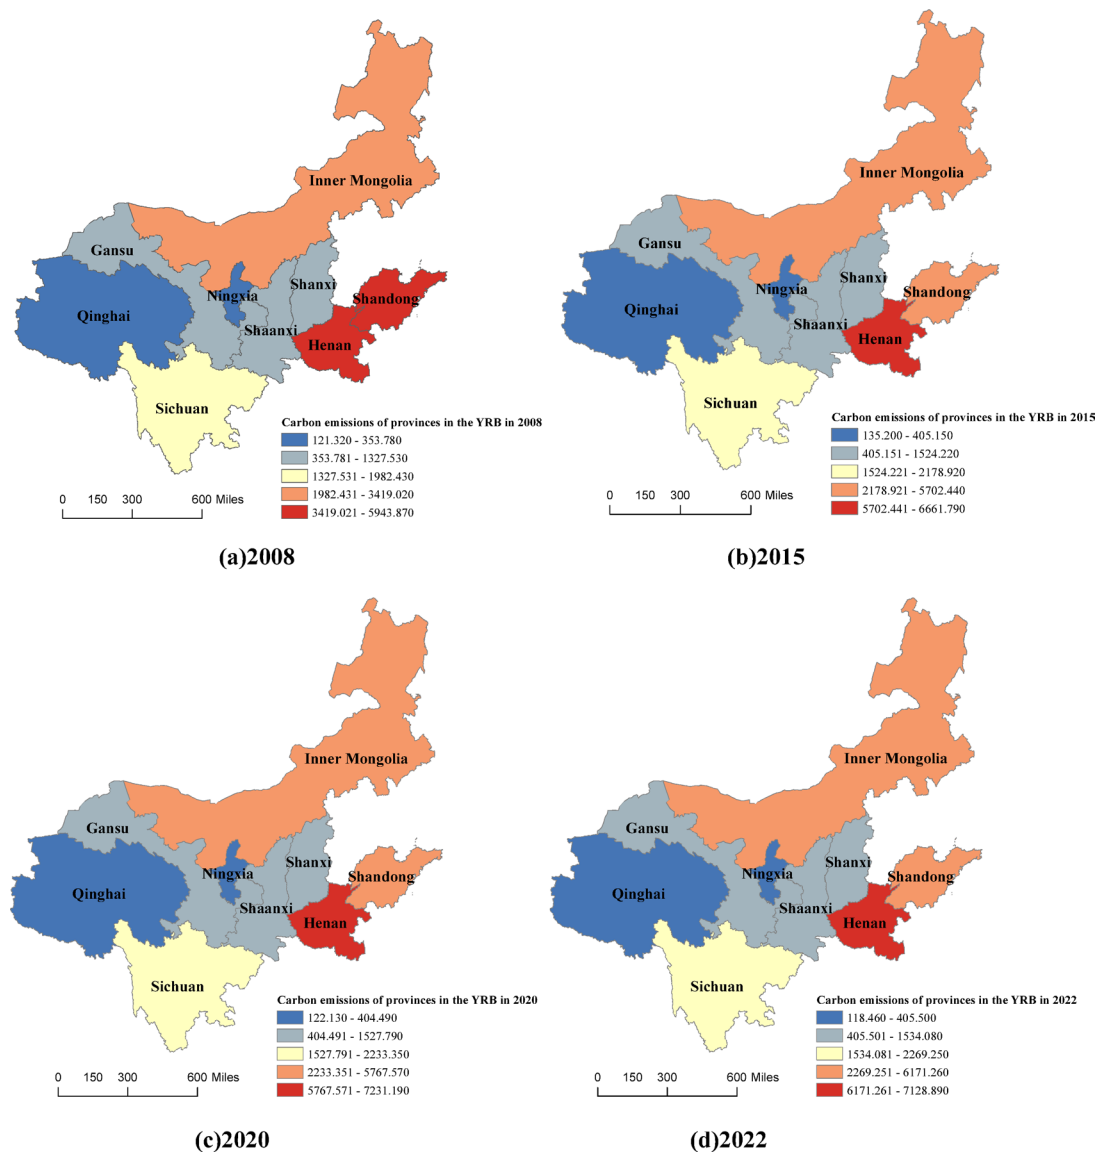 Inner Mongolia
Gansu
Shanxi
Ningxia
Shandong
Qinghai
Shaanxi
Henan
Sichuan
Carbon emissions of provinces in the YRB in 2008
121.320 - 353.780
353.781 - 1327.530
1327.531 - 1982.430
1982.431 - 3419.020
3419.021 - 5943.870
0 150 300 600 Miles
(a)2008
Inner Mongolia
Gansu
Shanxi
Ningxia
Shandong
Qinghai
Shaanxi
Henan
Sichuan
Carbon emissions of provinces in the YRB in 2015
135.200 - 405.150
405.151 - 1524.220
1524.221 - 2178.920
2178.921 - 5702.440
5702.441 - 6661.790
0 150 300 600 Miles
(b)2015
Inner Mongolia
Gansu
Shanxi
Ningxia
Shandong
Qinghai
Shaanxi
Henan
Sichuan
Carbon emissions of provinces in the YRB in 2020
122.130 - 404.490
404.491 - 1527.790
1527.791 - 2233.350
2233.351 - 5767.570
5767.571 - 7231.190
0 150 300 600 Miles
(c)2020
Inner Mongolia
Gansu
Shanxi
Ningxia
Shandong
Qinghai
Shaanxi
Henan
Sichuan
Carbon emissions of provinces in the YRB in 2022
118.460 - 405.500
405.501 - 1534.080
1534.081 - 2269.250
2269.251 - 6171.260
6171.261 - 7128.890
0 150 300 600 Miles
(d)2022